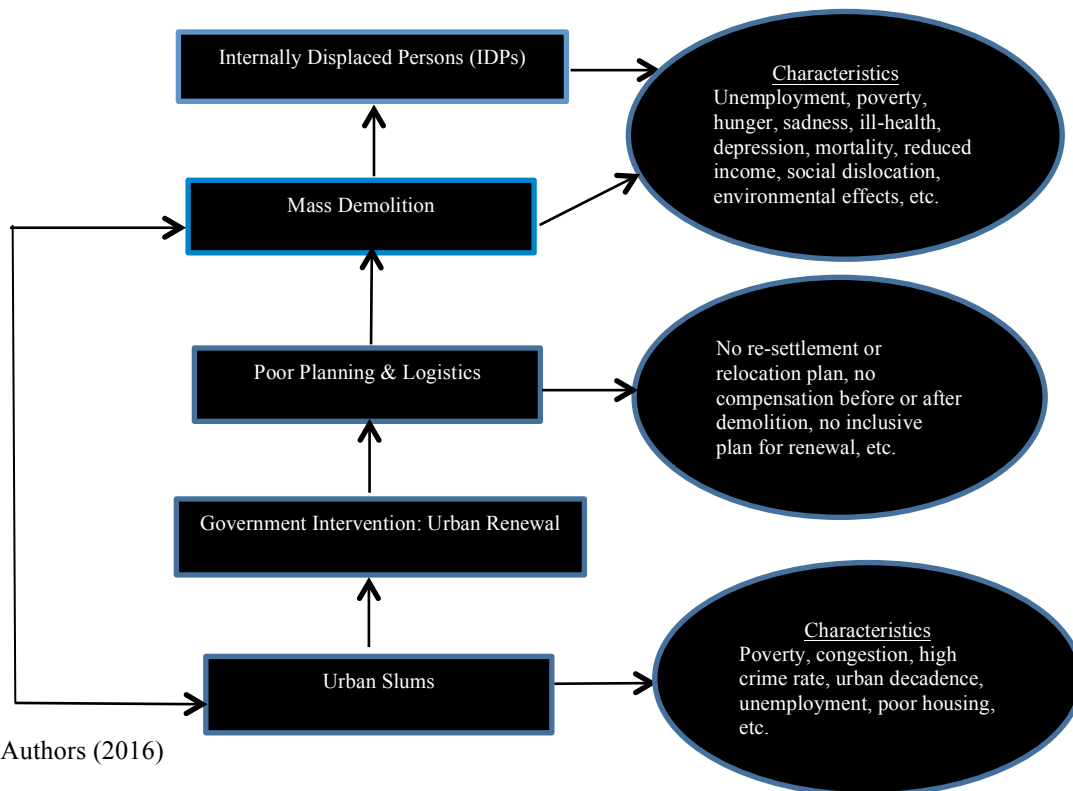 Internally Displaced Persons (IDPs)
Characteristics
Unemployment, poverty,
hunger, sadness, ill-health,
depression, mortality, reduced
income, social dislocation,
environmental effects, etc.
Mass Demolition
Poor Planning & Logistics
No re-settlement or
relocation plan, no
compensation before or after
demolition, no inclusive
plan for renewal, etc.
Government Intervention: Urban Renewal
Urban Slums
Characteristics
Poverty, congestion, high
crime rate, urban decadence,
unemployment, poor housing,
etc.
Authors (2016)